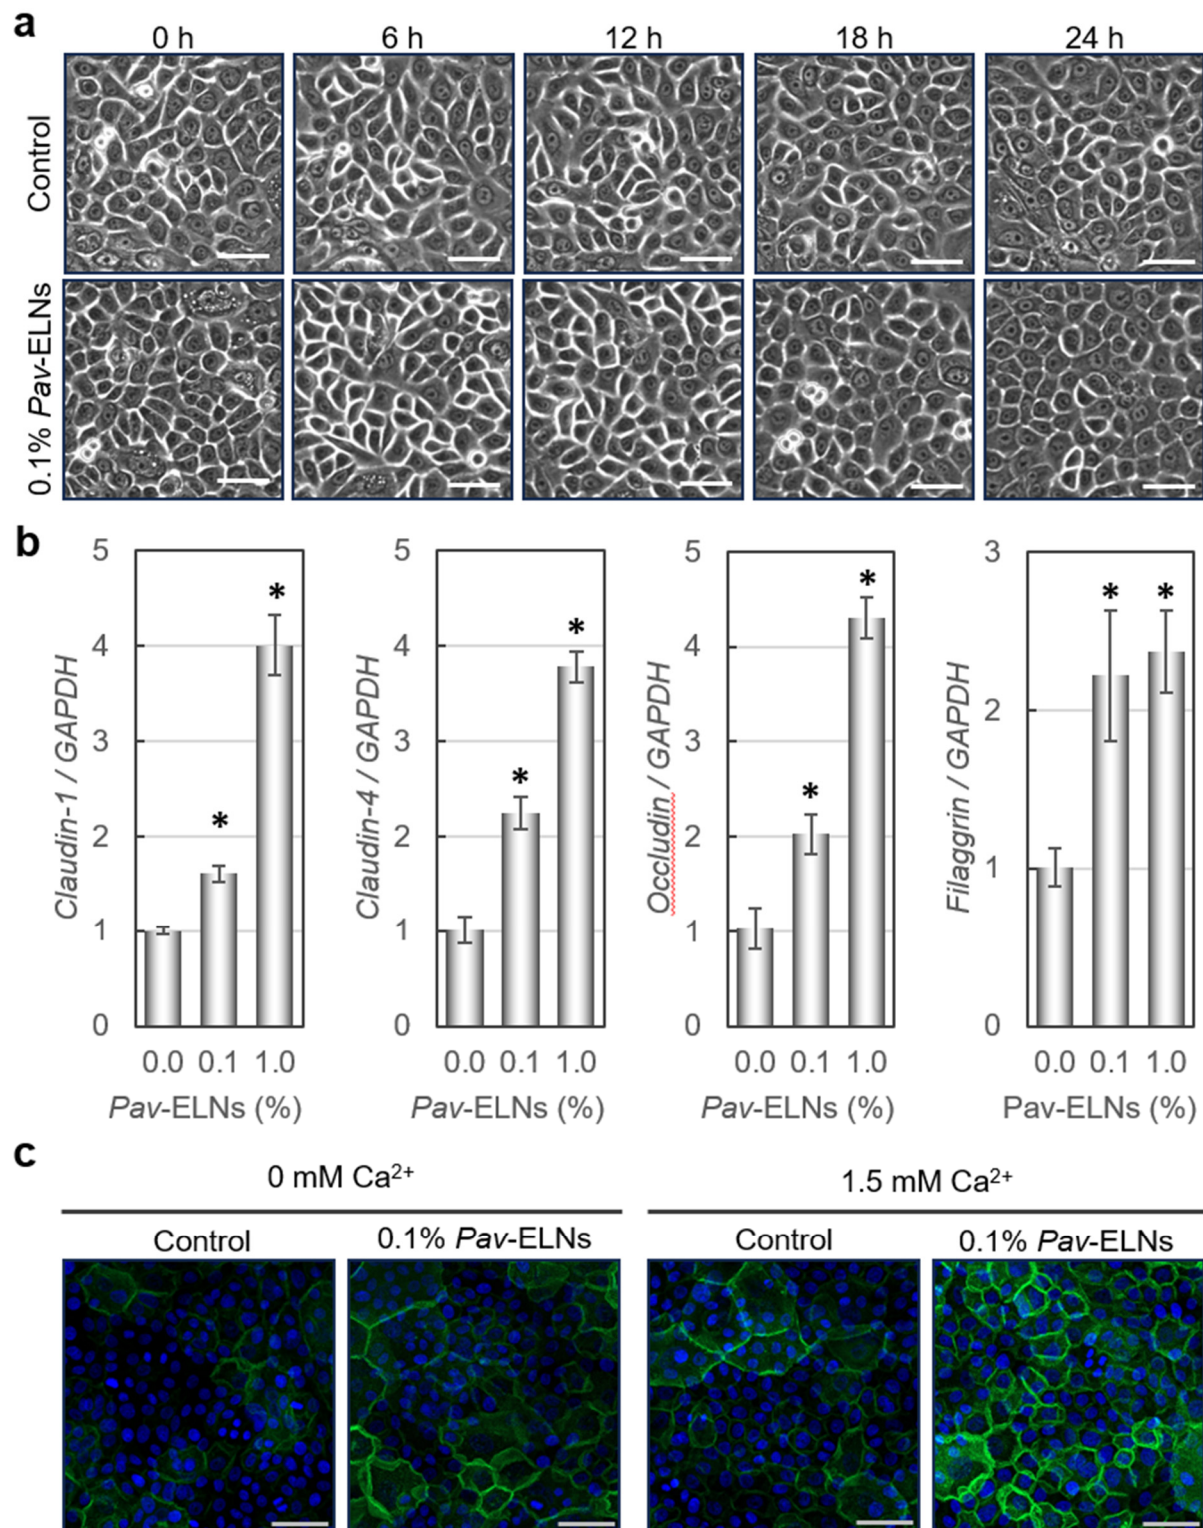 a
0 h 6 h 12 h 18 h 24 h
Control
0.1% Pav-ELNs
b
5 4 3 2 1 0
Claudin-1 / GAPDH
0.0 0.1 1.0
Pav-ELNs (%)
* *
5 4 3 2 1 0
Claudin-4 / GAPDH
0.0 0.1 1.0
Pav-ELNs (%)
* *
5 4 3 2 1 0
Occludin / GAPDH
0.0 0.1 1.0
Pav-ELNs (%)
* *
3 2 1 0
Filaggrin / GAPDH
0.0 0.1 1.0
Pav-ELNs (%)
* *
c
0 mM Ca²⁺ 1.5 mM Ca²⁺
Control 0.1% Pav-ELNs Control 0.1% Pav-ELNs